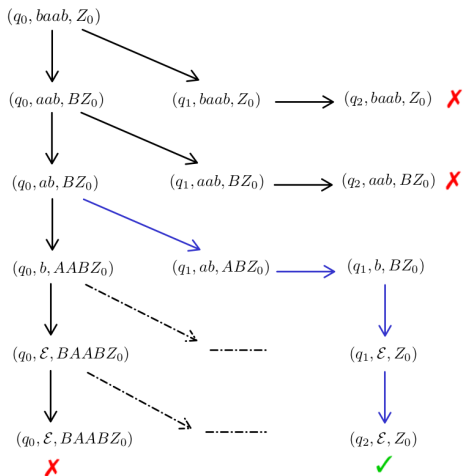 (q₀, baab, Z₀)
(q₀, aab, BZ₀) (q₁, baab, Z₀) (q₂, baab, Z₀) ✗
(q₀, ab, BZ₀) (q₁, aab, BZ₀) (q₂, aab, BZ₀) ✗
(q₀, b, AABZ₀) (q₁, ab, ABZ₀) (q₁, b, BZ₀)
(q₀, ℰ, BAABZ₀) (q₁, ℰ, Z₀)
(q₀, ℰ, BAABZ₀) (q₂, ℰ, Z₀)
✗ ✓